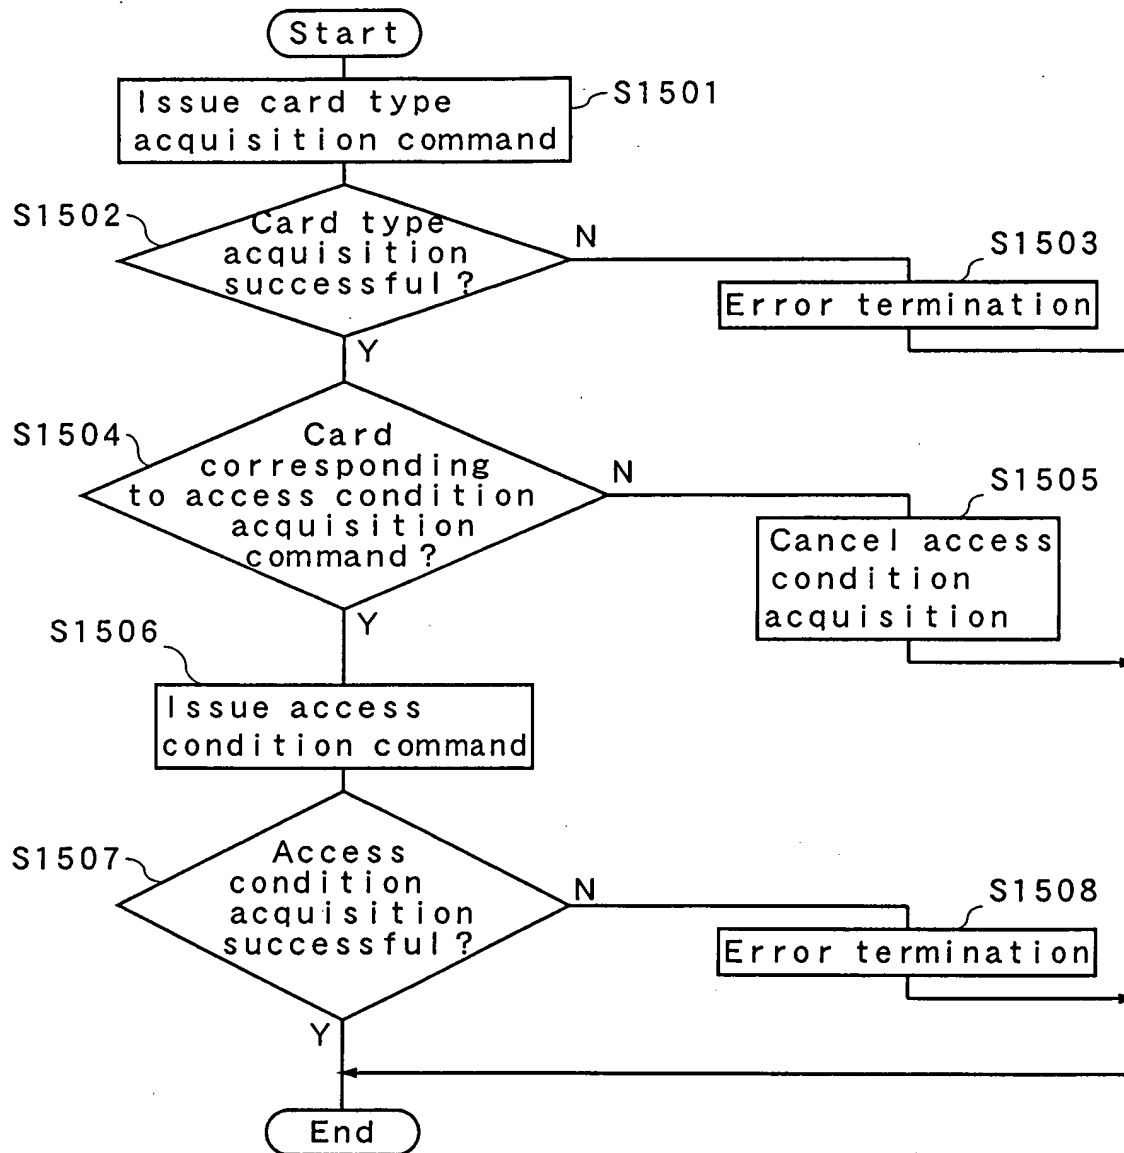 Start
Issue card type
acquisition command
S1501
S1502
Card type
acquisition
successful?
N
S1503
Error termination
Y
S1504
Card
corresponding
to access condition
acquisition
command?
N
S1505
Cancel access
condition
acquisition
Y
S1506
Issue access
condition command
S1507
Access
condition
acquisition
successful?
N
S1508
Error termination
Y
End